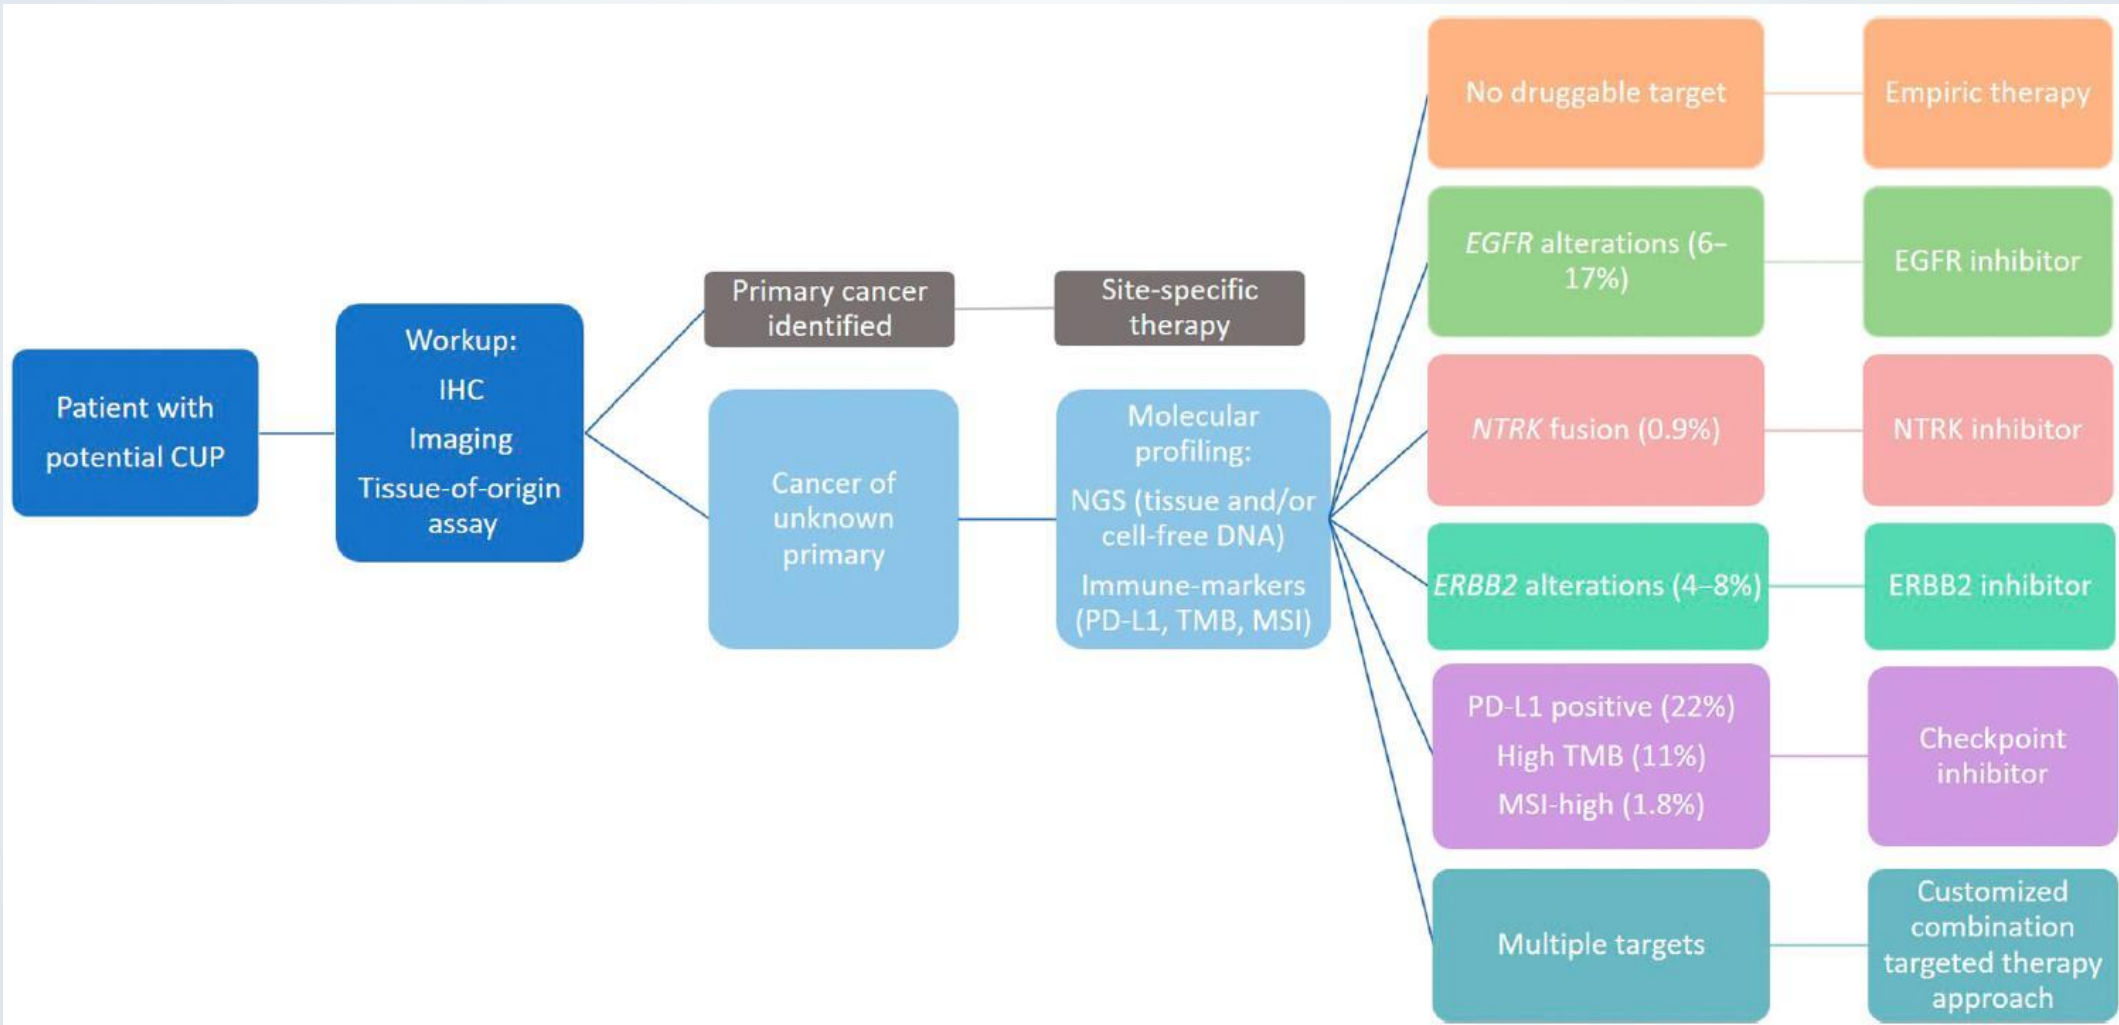 Patient with
potential CUP
Workup:
IHC
Imaging
Tissue-of-origin
assay
Primary cancer
identified
Site-specific
therapy
Cancer of
unknown
primary
Molecular
profiling:
NGS (tissue and/or
cell-free DNA)
Immune-markers
(PD-L1, TMB, MSI)
No druggable target
Empiric therapy
EGFR alterations (6–
17%)
EGFR inhibitor
NTRK fusion (0.9%)
NTRK inhibitor
ERBB2 alterations (4–8%)
ERBB2 inhibitor
PD-L1 positive (22%)
High TMB (11%)
MSI-high (1.8%)
Checkpoint
inhibitor
Multiple targets
Customized
combination
targeted therapy
approach